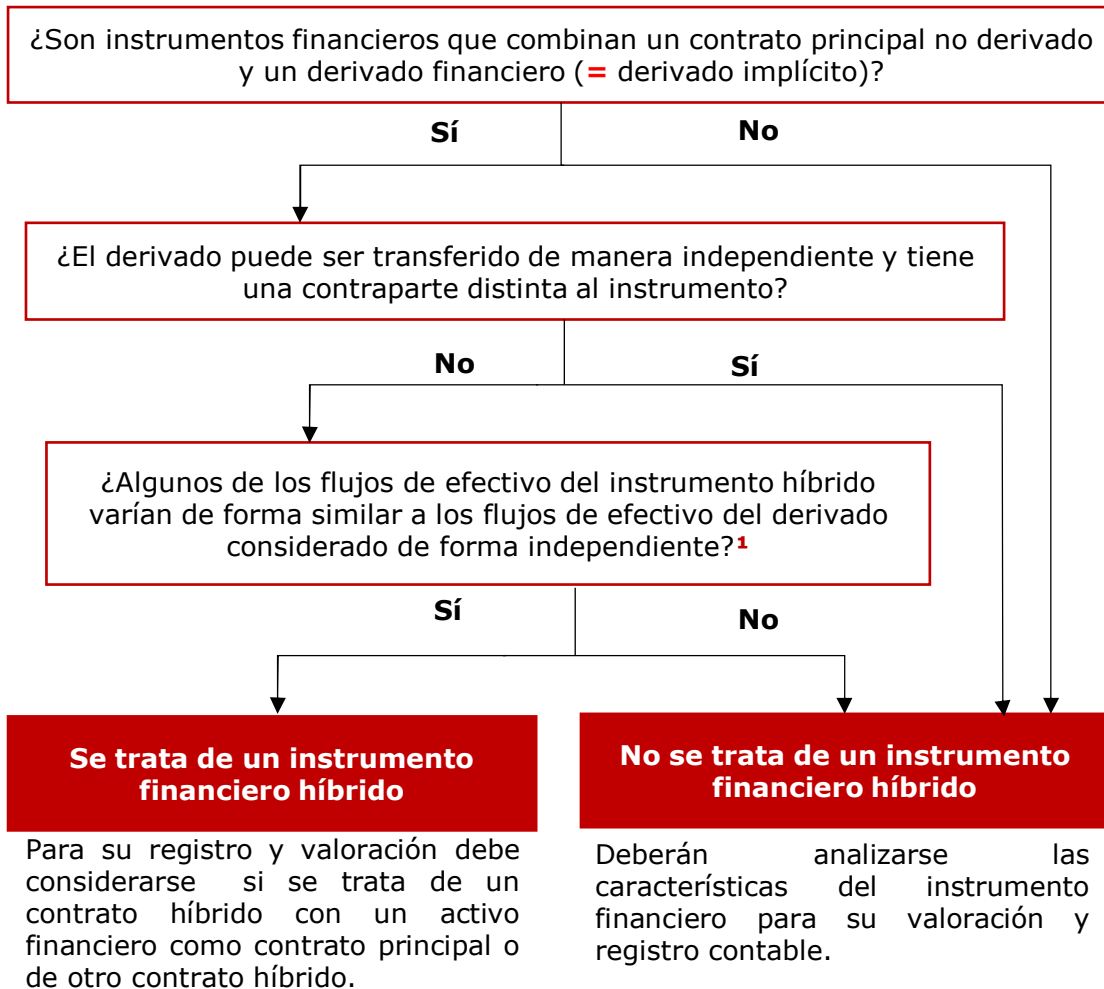 ¿Son instrumentos financieros que combinan un contrato principal no derivado
y un derivado financiero (= derivado implícito)?
Sí
No
¿El derivado puede ser transferido de manera independiente y tiene
una contraparte distinta al instrumento?
No
Sí
¿Algunos de los flujos de efectivo del instrumento híbrido
varían de forma similar a los flujos de efectivo del derivado
considerado de forma independiente?¹
Sí
No
Se trata de un instrumento
financiero híbrido
Para su registro y valoración debe
considerarse si se trata de un
contrato híbrido con un activo
financiero como contrato principal o
de otro contrato híbrido.
No se trata de un instrumento
financiero híbrido
Deberán analizarse las
características del instrumento
financiero para su valoración y
registro contable.